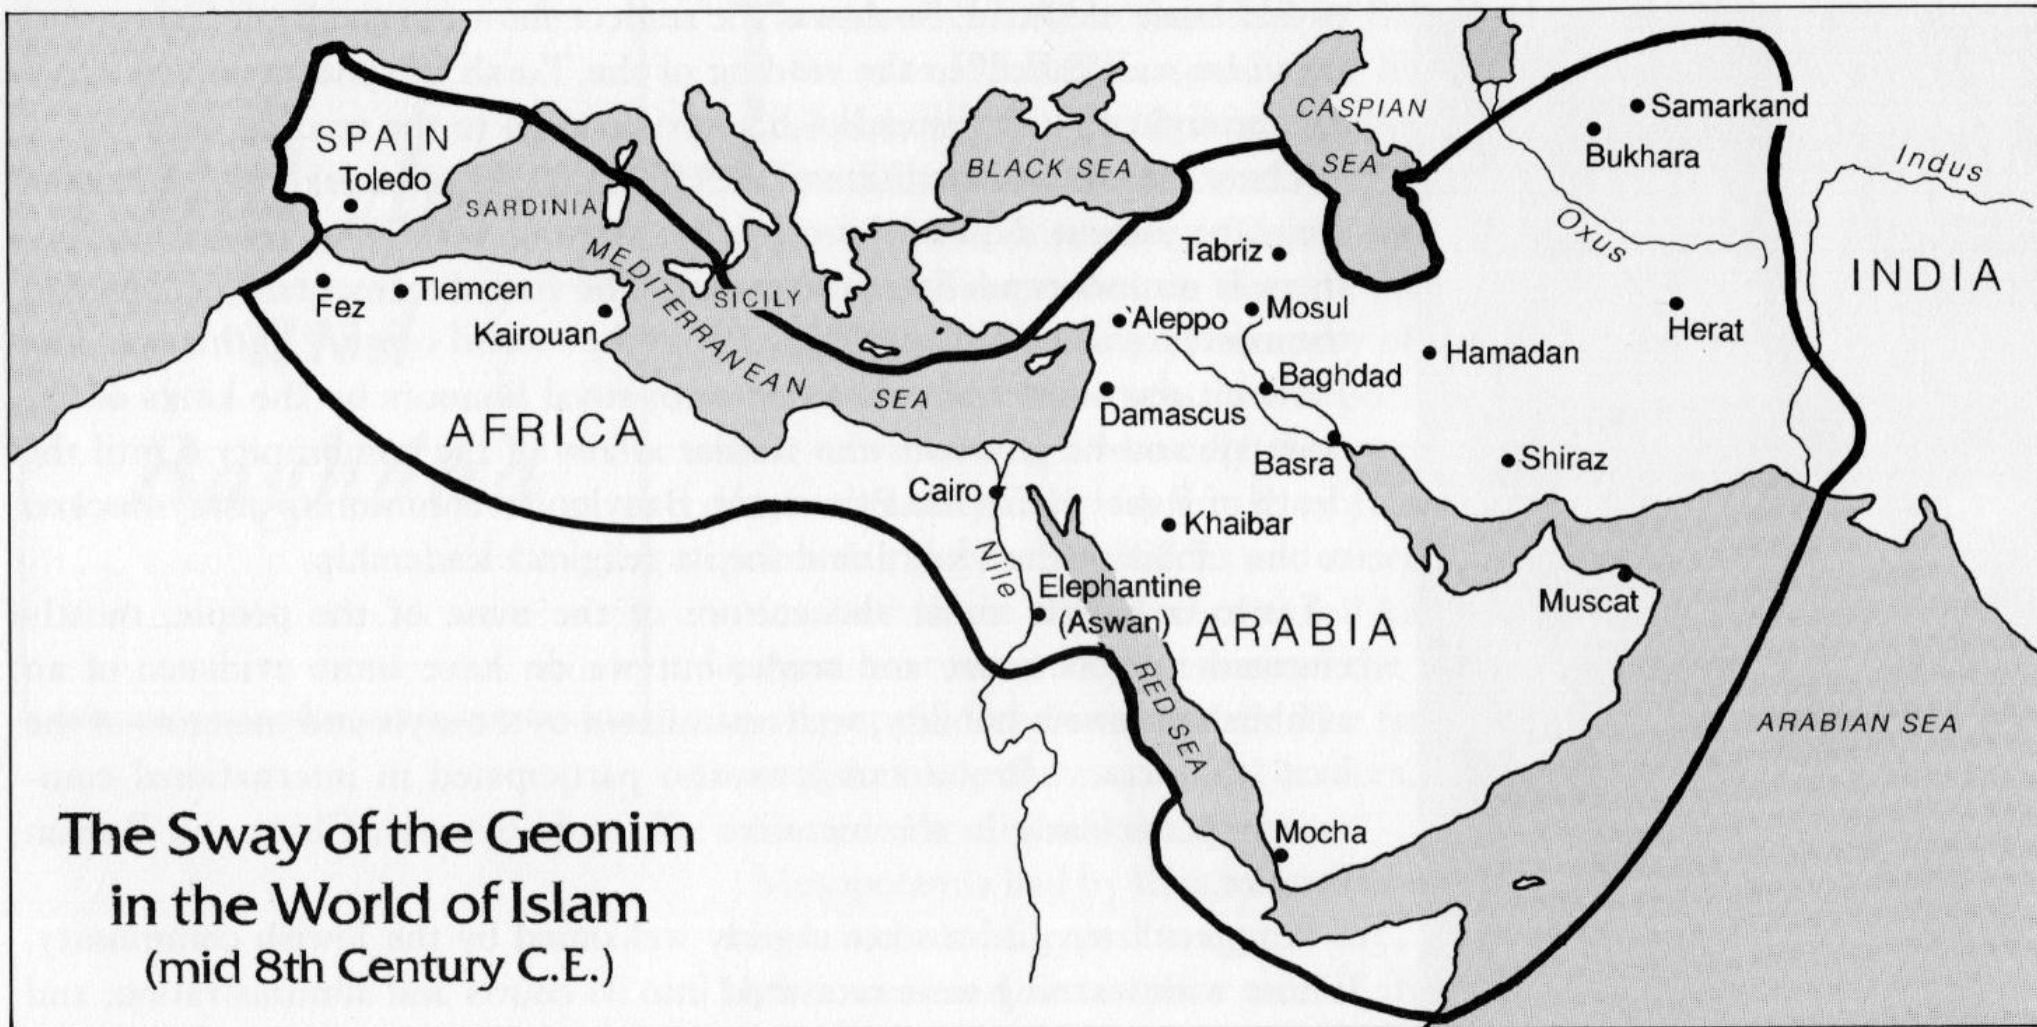 SPAIN
Toledo
SARDINIA
MEDITERRANEAN
SEA
SICILY
Fez
Tlemcen
Kairouan
AFRICA
BLACK SEA
CASPIAN
SEA
Samarkand
Bukhara
Oxus
Indus
INDIA
Tabriz
Aleppo
Mosul
Hamadan
Herat
Baghdad
Damascus
Basra
Shiraz
Cairo
Khaibar
Nile
Elephantine
(Aswan)
ARABIA
Muscat
RED SEA
ARABIAN SEA
Mocha
The Sway of the Geonim
in the World of Islam
(mid 8th Century C.E.)